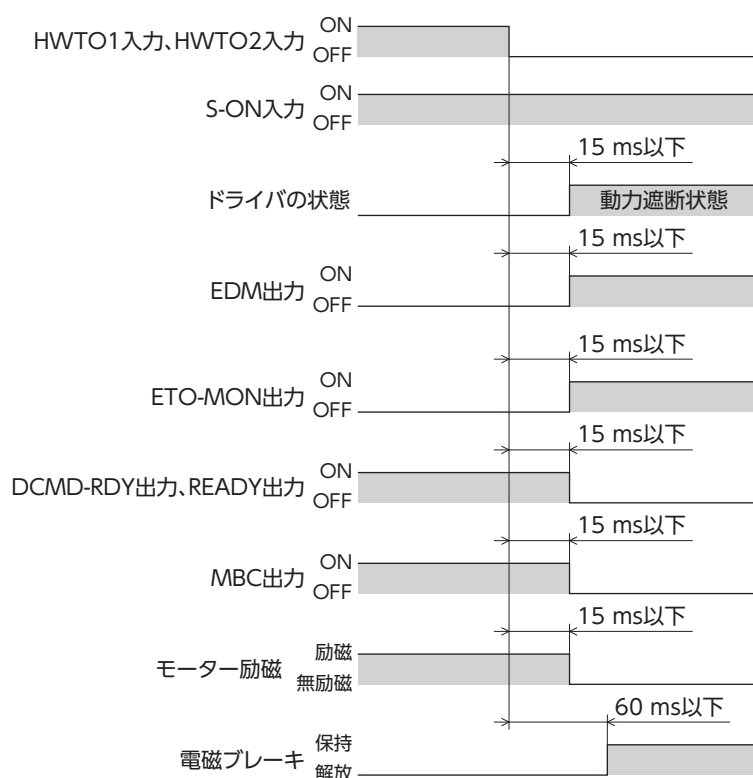 ON
HWTO1入力、HWTO2入力
OFF
ON
S-ON入力
OFF
15 ms以下
ドライバの状態
動力遮断状態
15 ms以下
ON
EDM出力
OFF
15 ms以下
ON
ETO-MON出力
OFF
15 ms以下
ON
DCMD-RDY出力、READY出力
OFF
15 ms以下
ON
MBC出力
OFF
15 ms以下
励磁
モーター励磁
無励磁
60 ms以下
保持
電磁ブレーキ
解放